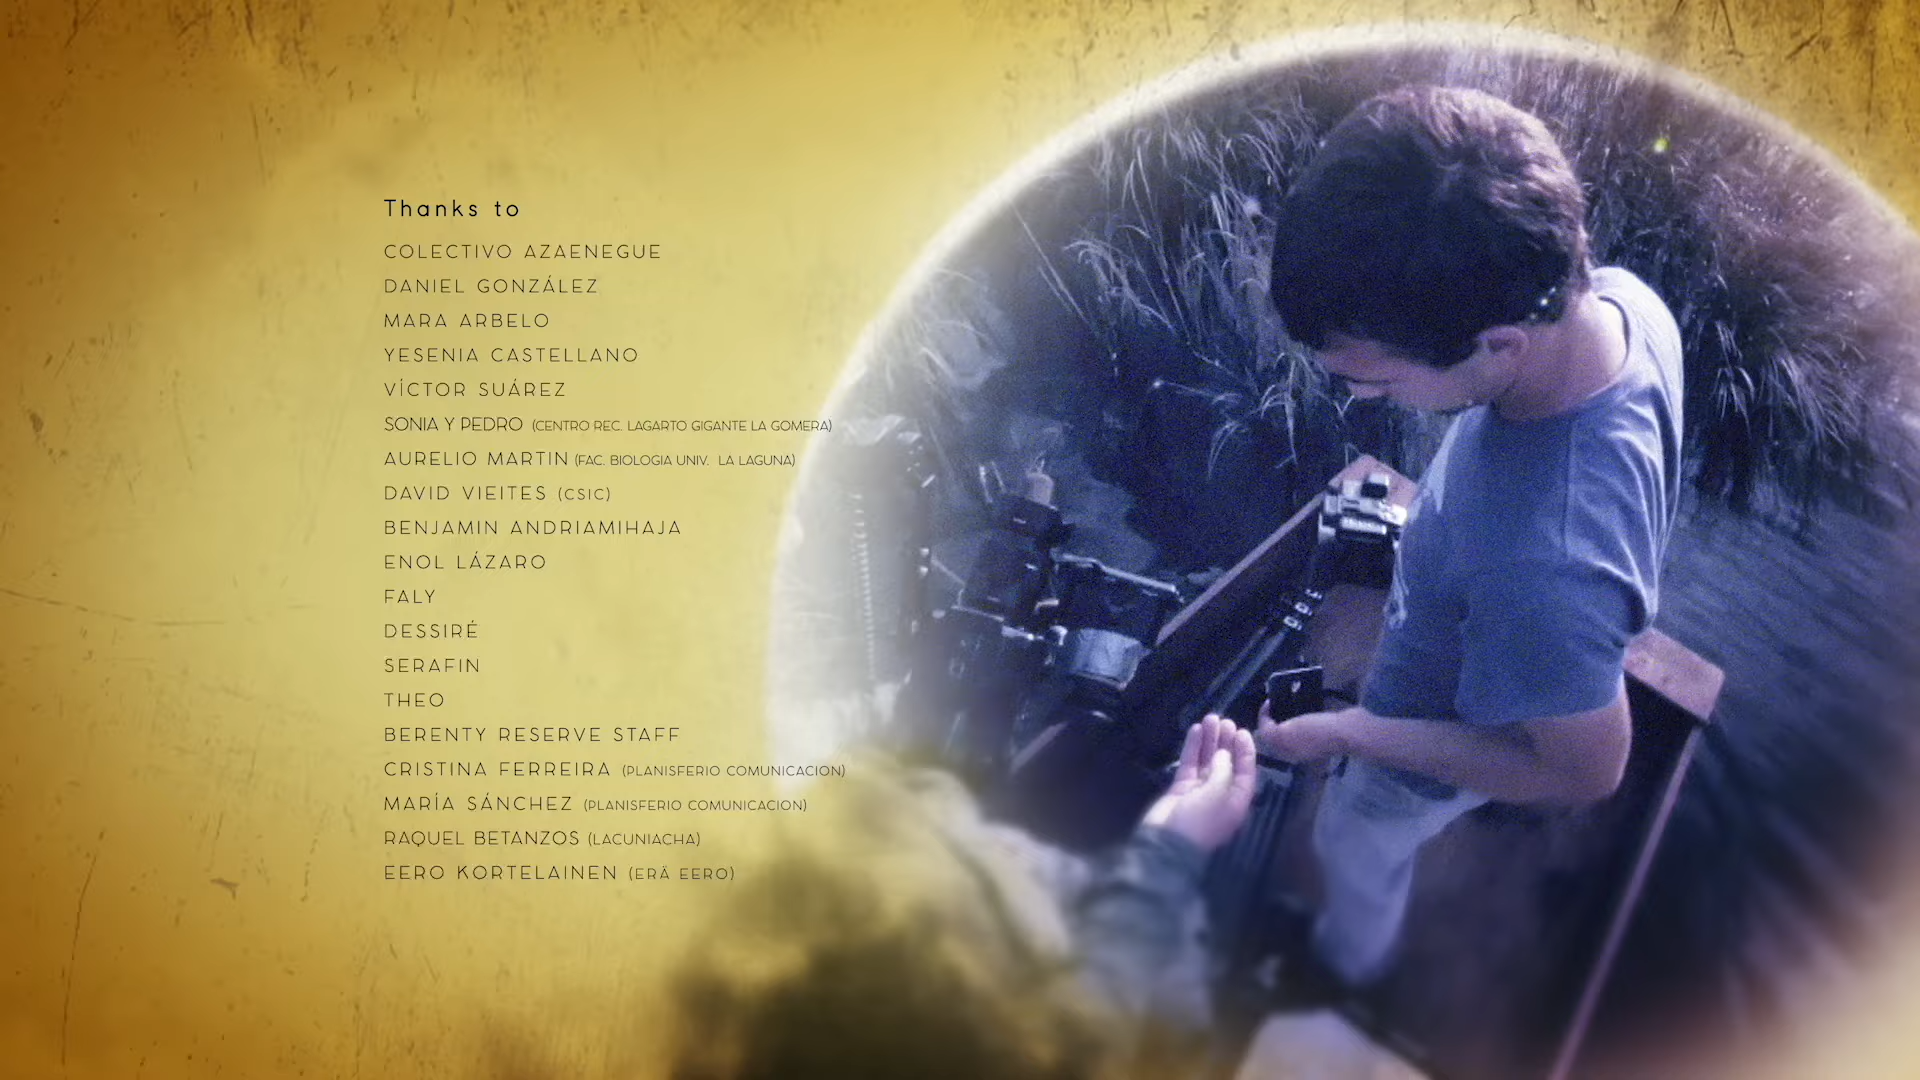 Thanks to
COLECTIVO AZAENEGUE
DANIEL GONZÁLEZ
MARA ARBELO
YESENIA CASTELLANO
VÍCTOR SUÁREZ
SONIA Y PEDRO (CENTRO REC. LAGARTO GIGANTE LA GOMERA)
AURELIO MARTIN (FAC. BIOLOGIA UNIV. LA LAGUNA)
DAVID VIEITES (CSIC)
BENJAMIN ANDRIAMIHAJA
ENOL LÁZARO
FALY
DESSIRÉ
SERAFIN
THEO
BERENTY RESERVE STAFF
CRISTINA FERREIRA (PLANISFERIO COMUNICACION)
MARÍA SÁNCHEZ (PLANISFERIO COMUNICACION)
RAQUEL BETANZOS (LACUNIACHA)
EERO KORTELAINEN (ERÄ EERO)